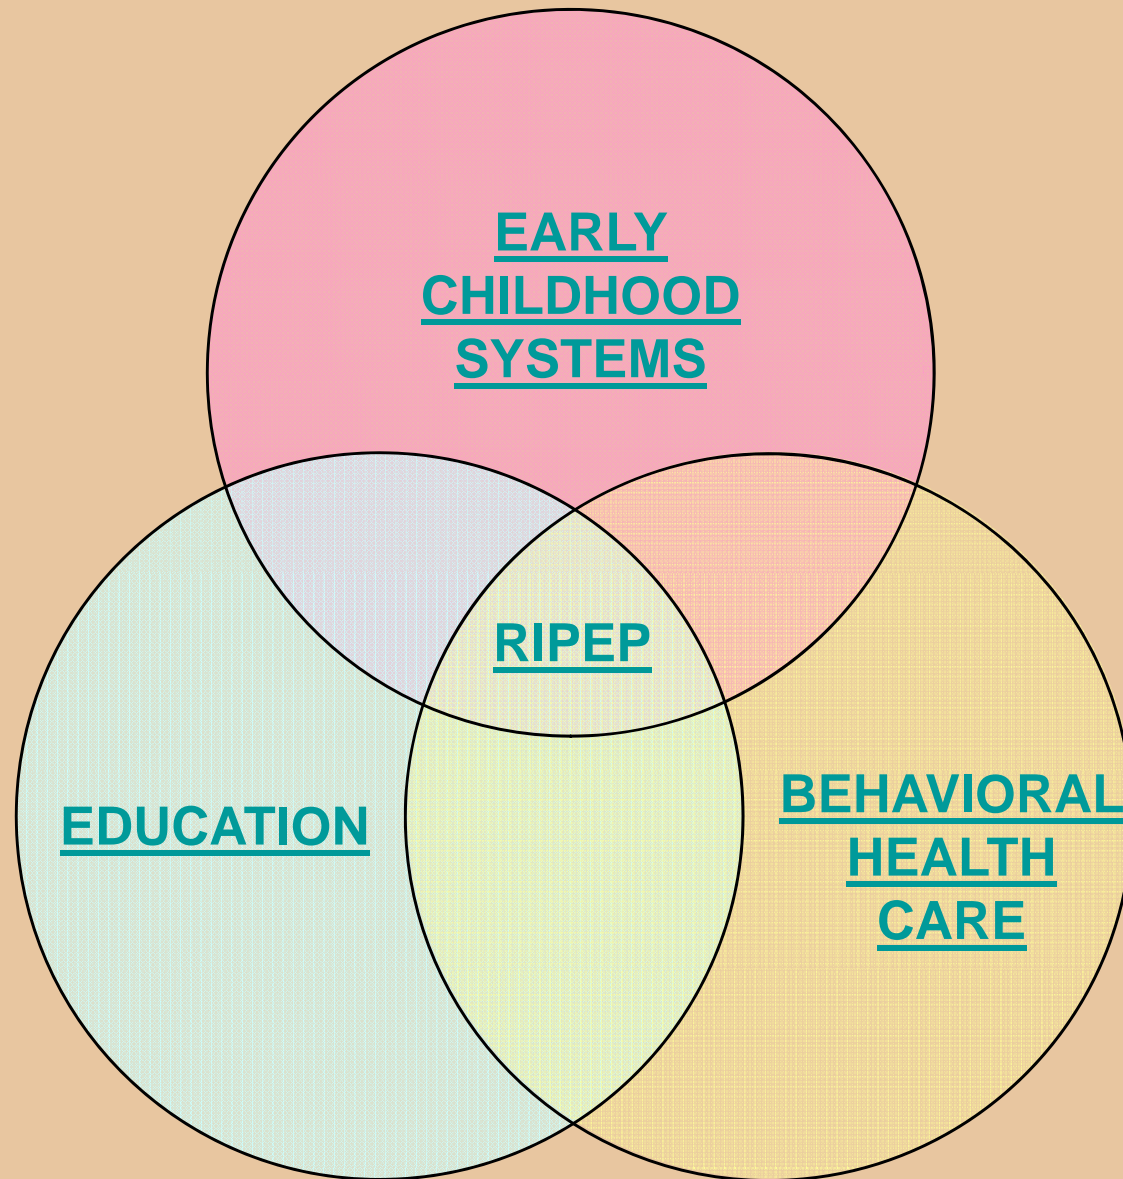 EARLY
CHILDHOOD
SYSTEMS
RIPEP
EDUCATION
BEHAVIORAL
HEALTH
CARE